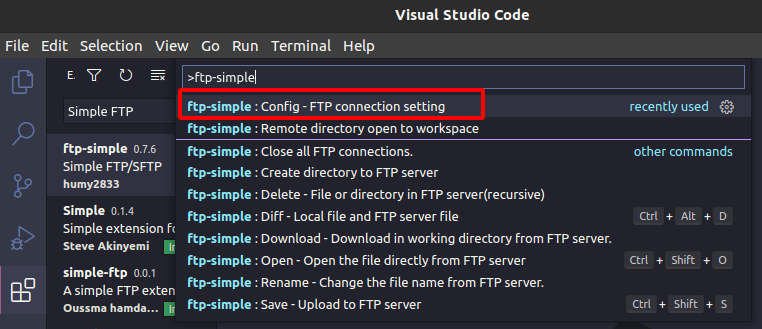 Visual Studio Code
File Edit Selection View Go Run Terminal Help
E.
>ftp-simple
Simple FTP
ftp-simple : Config - FTP connection setting recently used
ftp-simple : Remote directory open to workspace
ftp-simple : Close all FTP connections. other commands
ftp-simple : Create directory to FTP server
ftp-simple : Delete - File or directory in FTP server(recursive)
ftp-simple : Diff - Local file and FTP server file Ctrl + Alt + D
ftp-simple : Download - Download in working directory from FTP server.
ftp-simple : Open - Open the file directly from FTP server Ctrl + Shift + O
ftp-simple : Rename - Change the file name from FTP server.
ftp-simple : Save - Upload to FTP server Ctrl + Shift + S
ftp-simple 0.7.6
Simple FTP/SFTP
humy2833
Simple 0.1.4
Simple extension fo
Steve Akinyemi In
simple-ftp 0.0.1
A simple FTP exten
Oussma hamda... In